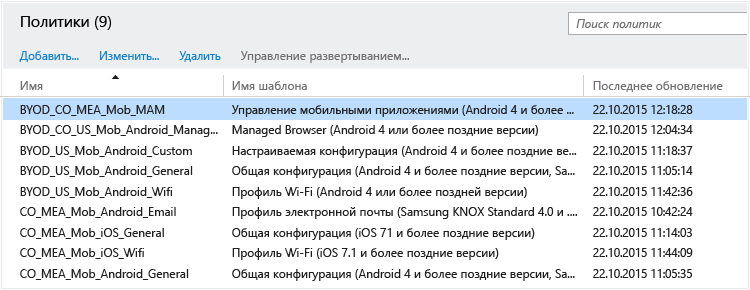 Политики (9)
Поиск политик
Добавить... Изменить... Удалить Управление развертыванием...
Имя Имя шаблона Последнее обновление
BYOD_CO_MEA_Mob_MAM Управление мобильными приложениями (Android 4 и более ... 22.10.2015 12:18:28
BYOD_CO_US_Mob_Android_Manag... Managed Browser (Android 4 или более поздние версии) 22.10.2015 12:04:34
BYOD_US_Mob_Android_Custom Настраиваемая конфигурация (Android 4 и более поздние ве... 22.10.2015 11:18:37
BYOD_US_Mob_Android_General Общая конфигурация (Android 4 и более поздние версии, Sa... 22.10.2015 11:05:14
BYOD_US_Mob_Android_Wifi Профиль Wi-Fi (Android 4 или более поздней версии) 22.10.2015 11:42:36
CO_MEA_Mob_Android_Email Профиль электронной почты (Samsung KNOX Standard 4.0 и .... 22.10.2015 10:42:24
CO_MEA_Mob_iOS_General Общая конфигурация (iOS 71 и более поздние версии) 22.10.2015 11:14:03
CO_MEA_Mob_iOS_Wifi Профиль Wi-Fi (iOS 7.1 и более поздние версии) 22.10.2015 11:44:09
CO_MEA_Mob_Android_General Общая конфигурация (Android 4 и более поздние версии, Sa... 22.10.2015 11:05:35